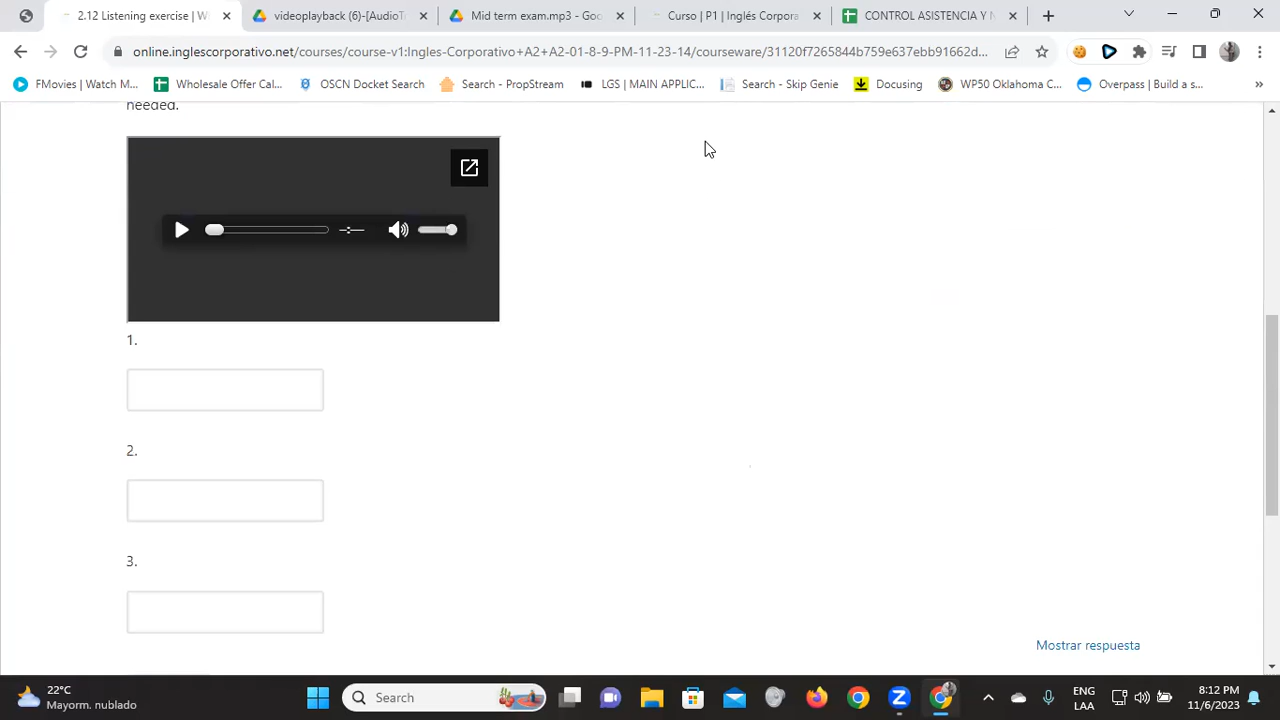 2.12 Listening exercise | W
videoplayback (6)-[AudioT
Mid term exam.mp3 - Goo
Curso | P1 | Inglés Corpora
CONTROL ASISTENCIA Y N
online.inglescorporativo.net/courses/course-v1:Ingles-Corporativo+A2+A2-01-8-9-PM-11-23-14/courseware/31120f7265844b759e637ebb91662d...
FMovies | Watch M...
Wholesale Offer Cal...
OSCN Docket Search
Search - PropStream
LGS | MAIN APPLIC...
Search - Skip Genie
Docusing
WP50 Oklahoma C...
Overpass | Build a s...
»
needed.
1.
2.
3.
Mostrar respuesta
22°C
Mayorm. nublado
Search
ENG
LAA
8:12 PM
11/6/2023